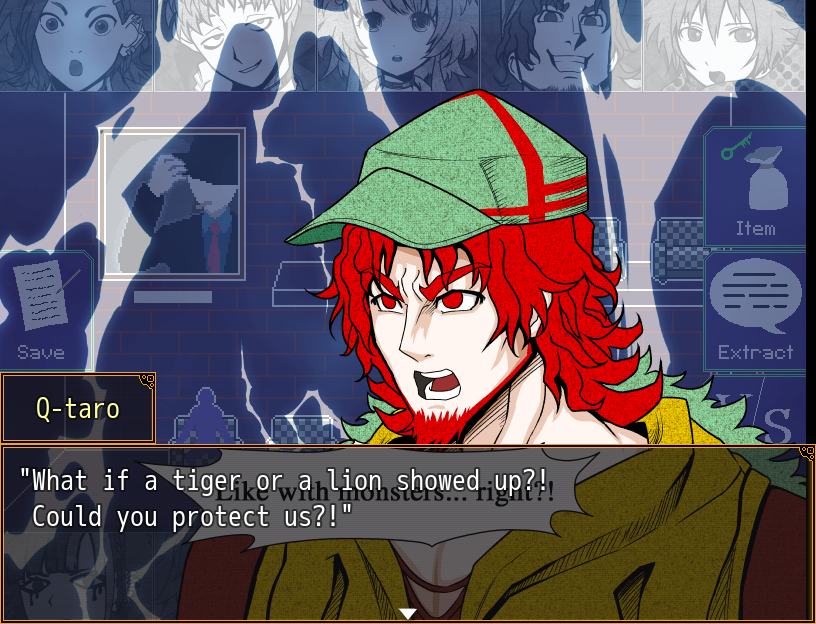 Item
Save
Extract
Q-taro
"What if a tiger or a lion showed up?!
Could you protect us?!"
Like with monsters... right?!